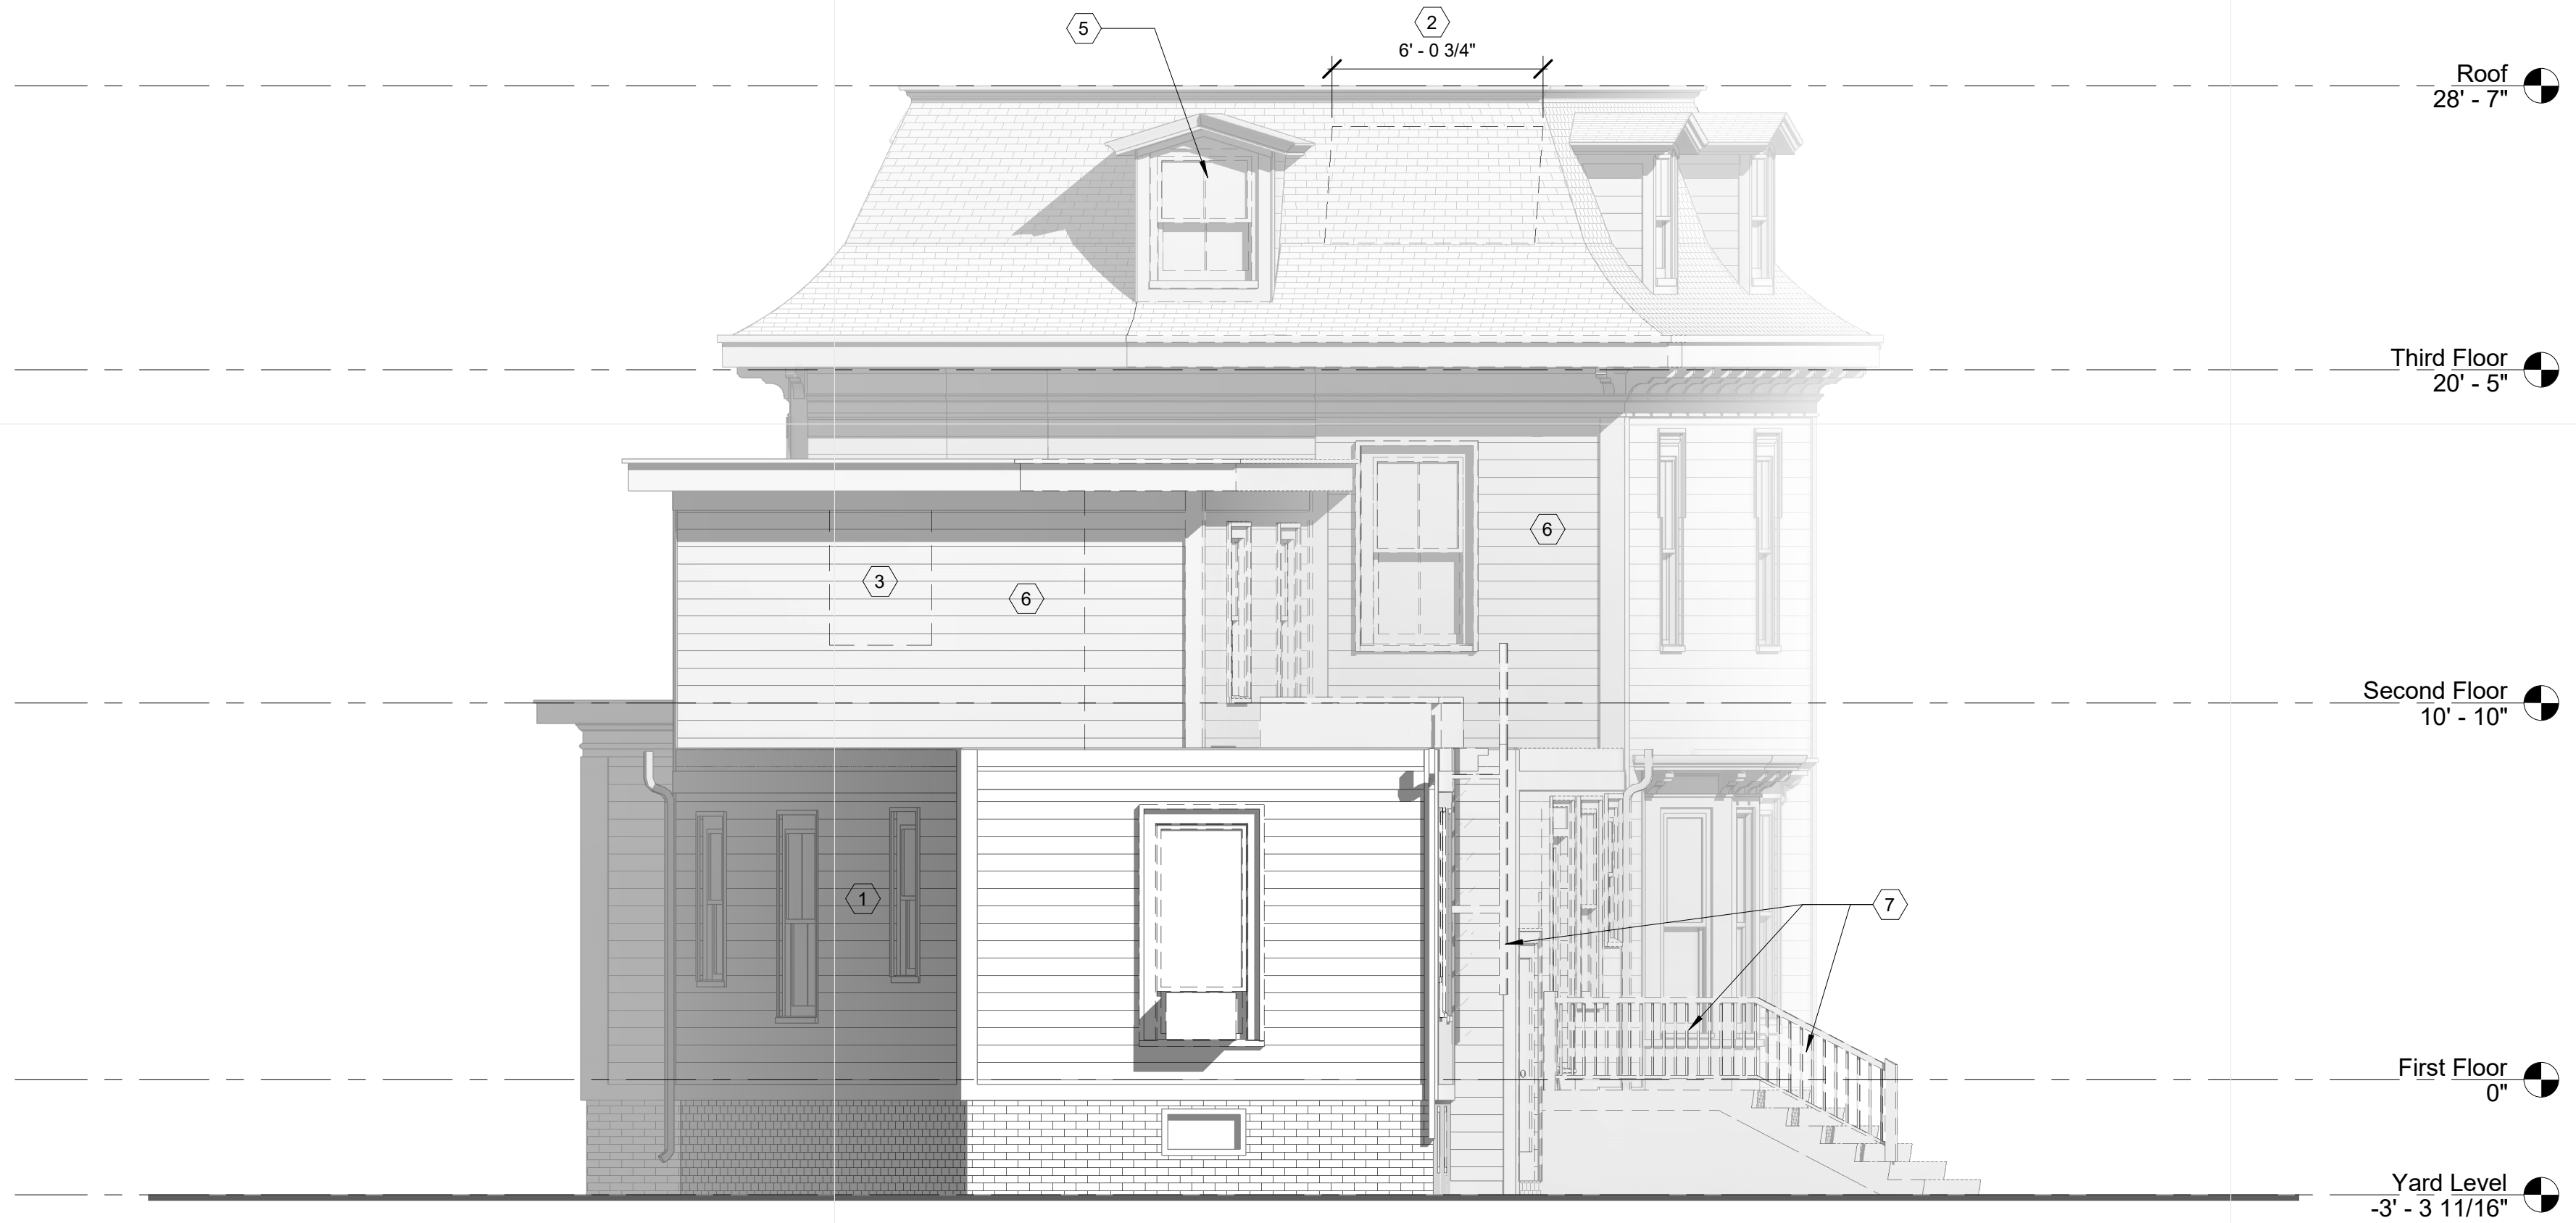 5
2
6' - 0 3/4"
Roof
28' - 7"
Third Floor
20' - 5"
6
3
6
Second Floor
10' - 10"
1
7
First Floor
0"
Yard Level
-3' - 3 11/16"